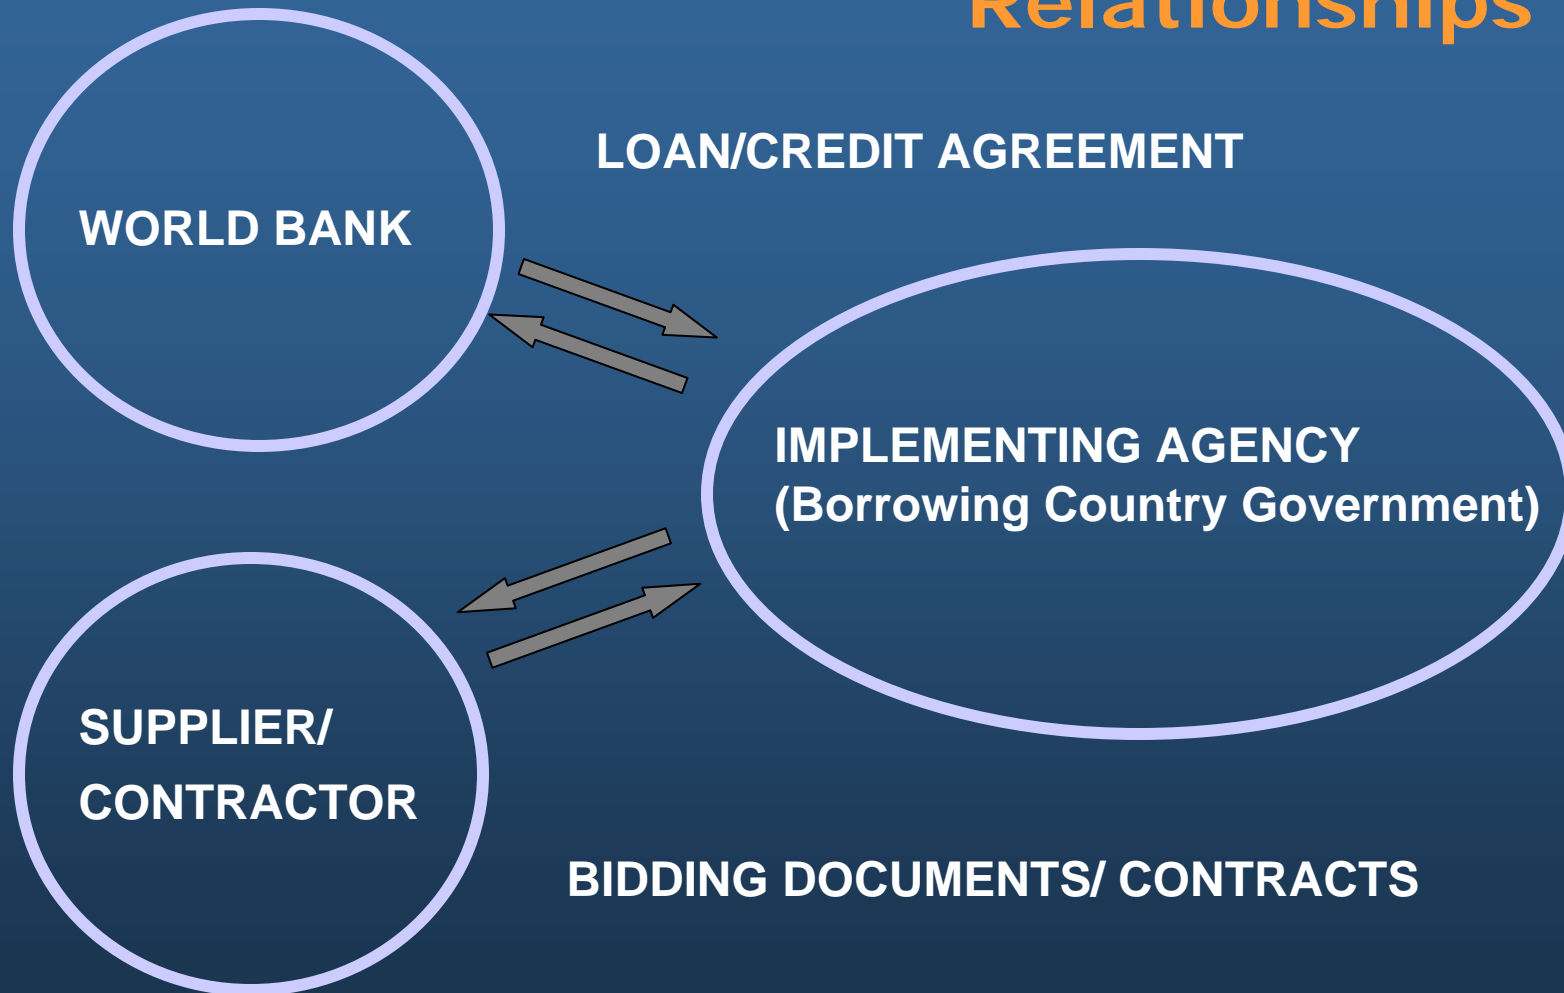 Relationships
LOAN/CREDIT AGREEMENT
WORLD BANK
IMPLEMENTING AGENCY
(Borrowing Country Government)
SUPPLIER/
CONTRACTOR
BIDDING DOCUMENTS/ CONTRACTS